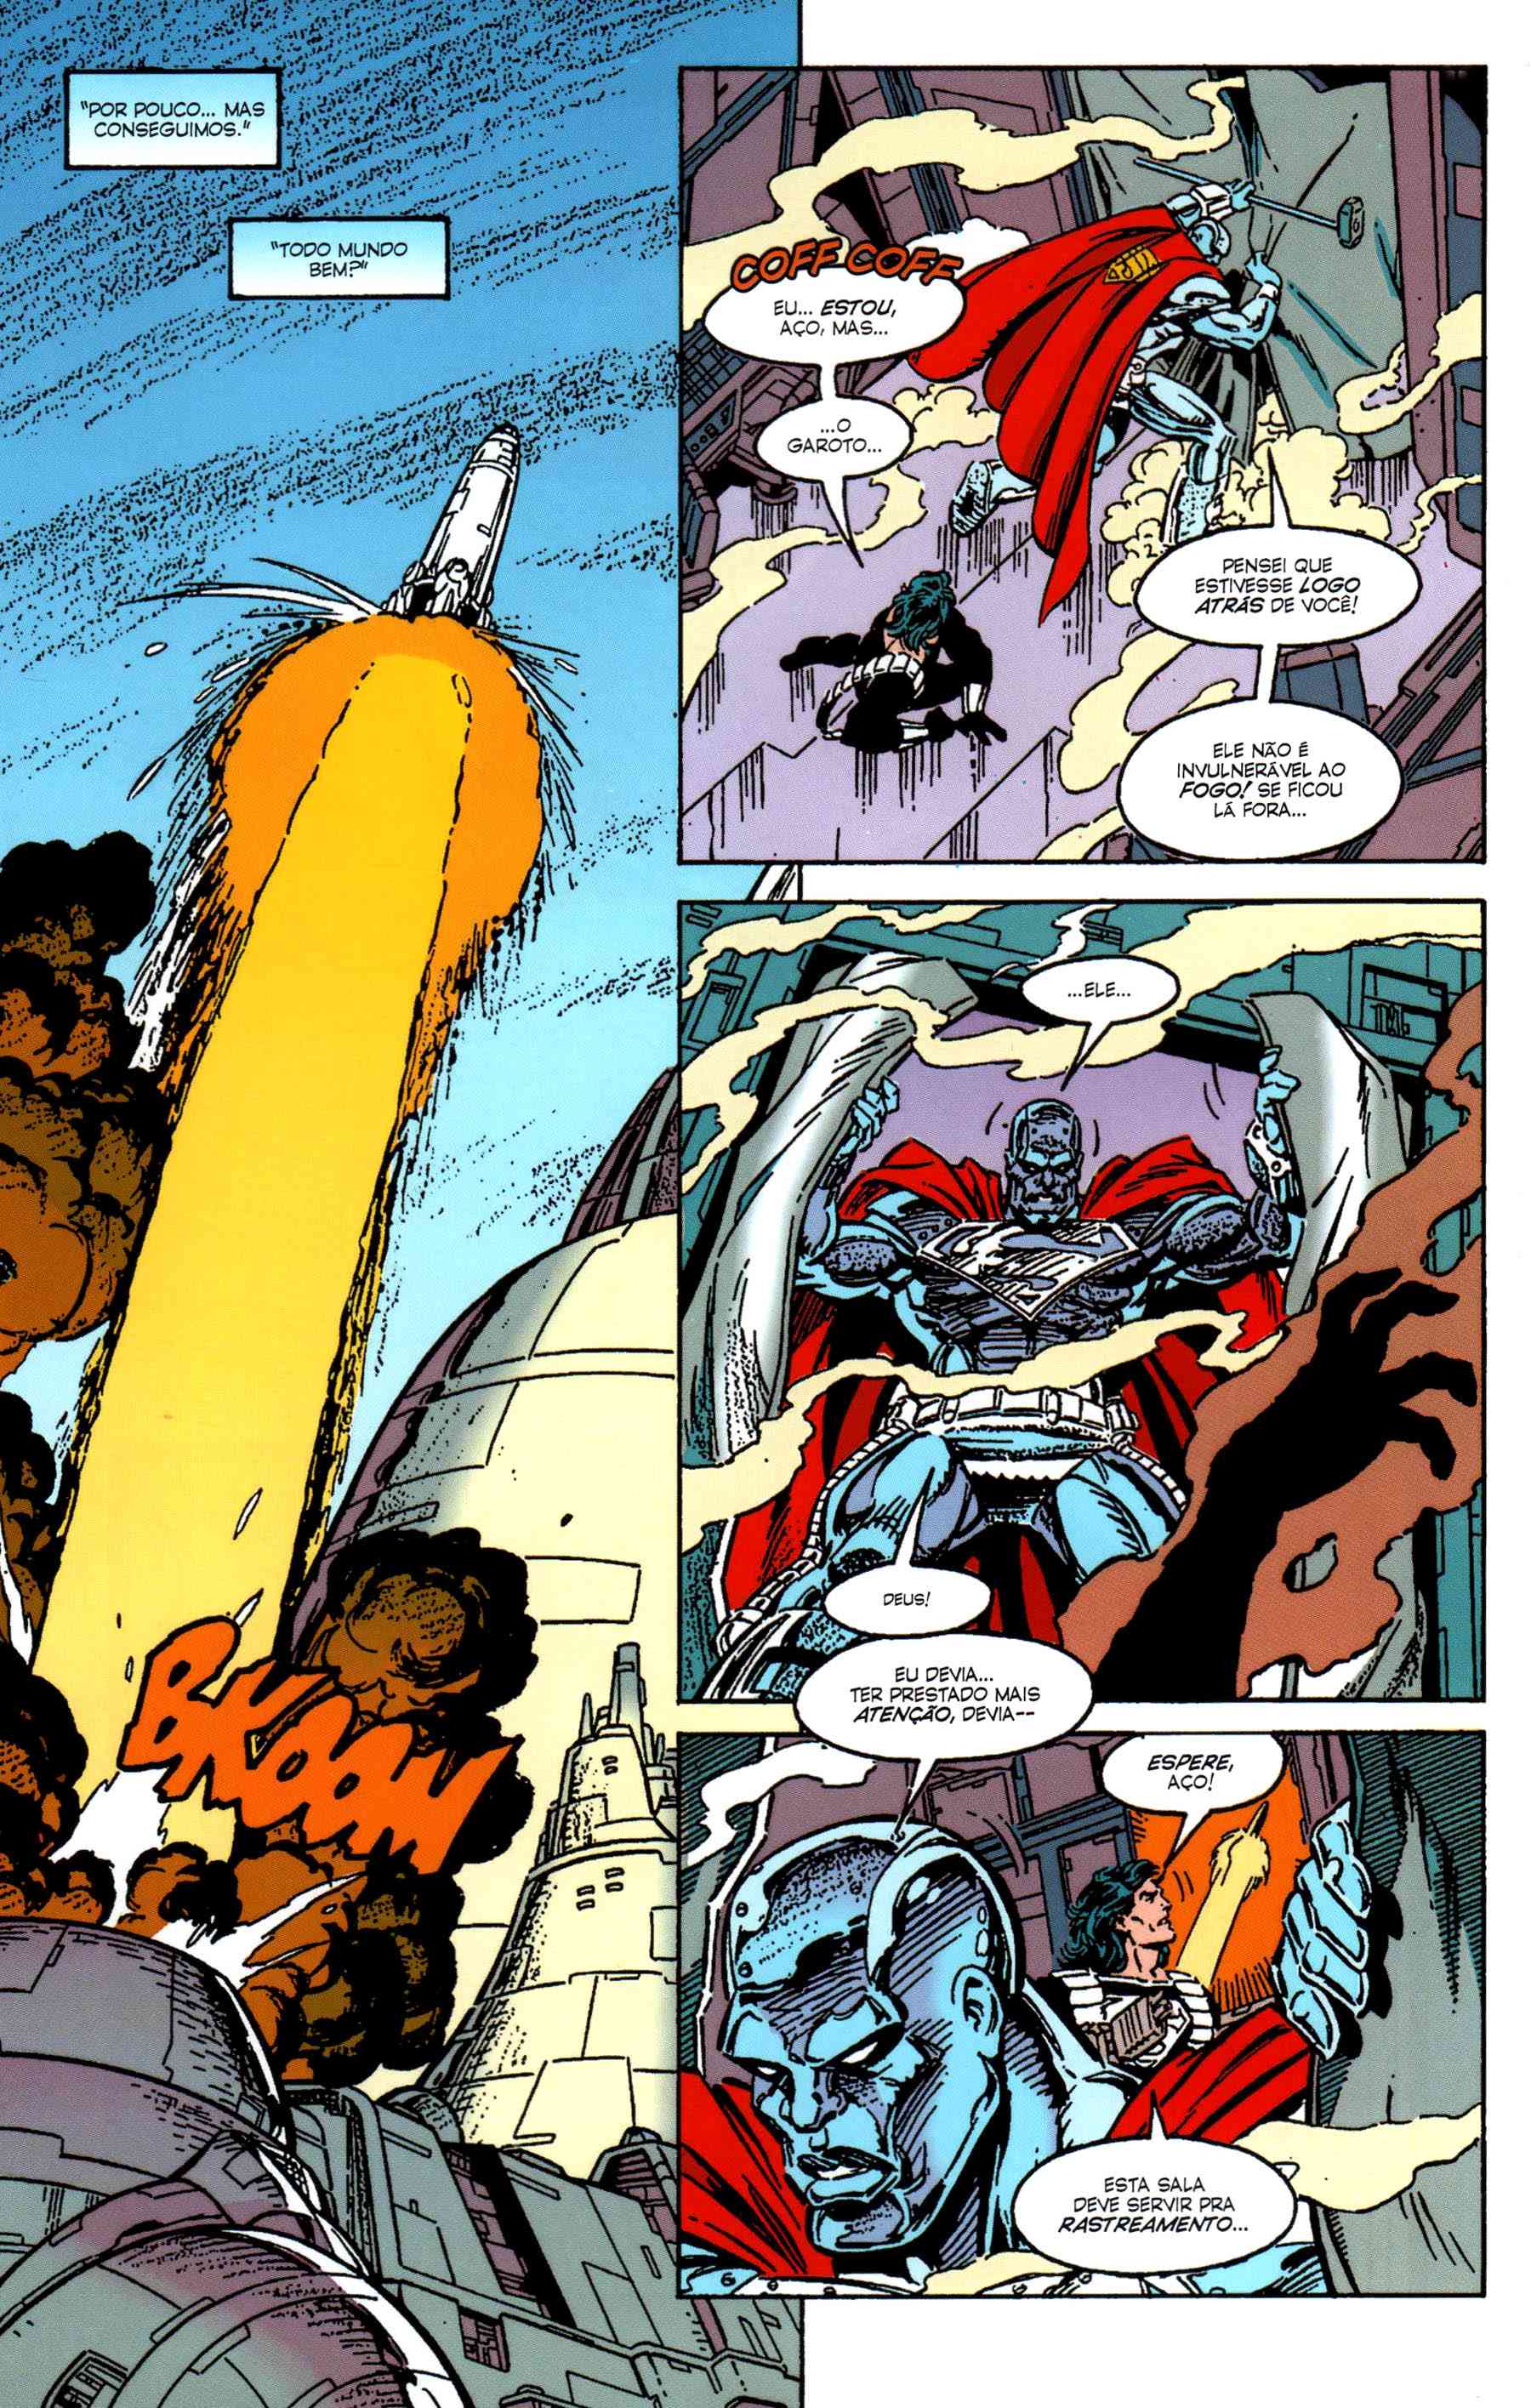 "POR POUCO... MAS
CONSEGUIMOS."
"TODO MUNDO
BEM?"
COFF COFF
EU... ESTOU,
AÇO, MAS...
...O
GAROTO...
PENSEI QUE
ESTIVESSE LOGO
ATRÁS DE VOCÊ!
ELE NÃO É
INVULNERÁVEL AO
FOGO! SE FICOU
LÁ FORA...
...ELE...
DEUS!
EU DEVIA...
TER PRESTADO MAIS
ATENÇÃO, DEVIA--
ESPERE,
AÇO!
ESTA SALA
DEVE SERVIR PRA
RASTREAMENTO...
BKOOM